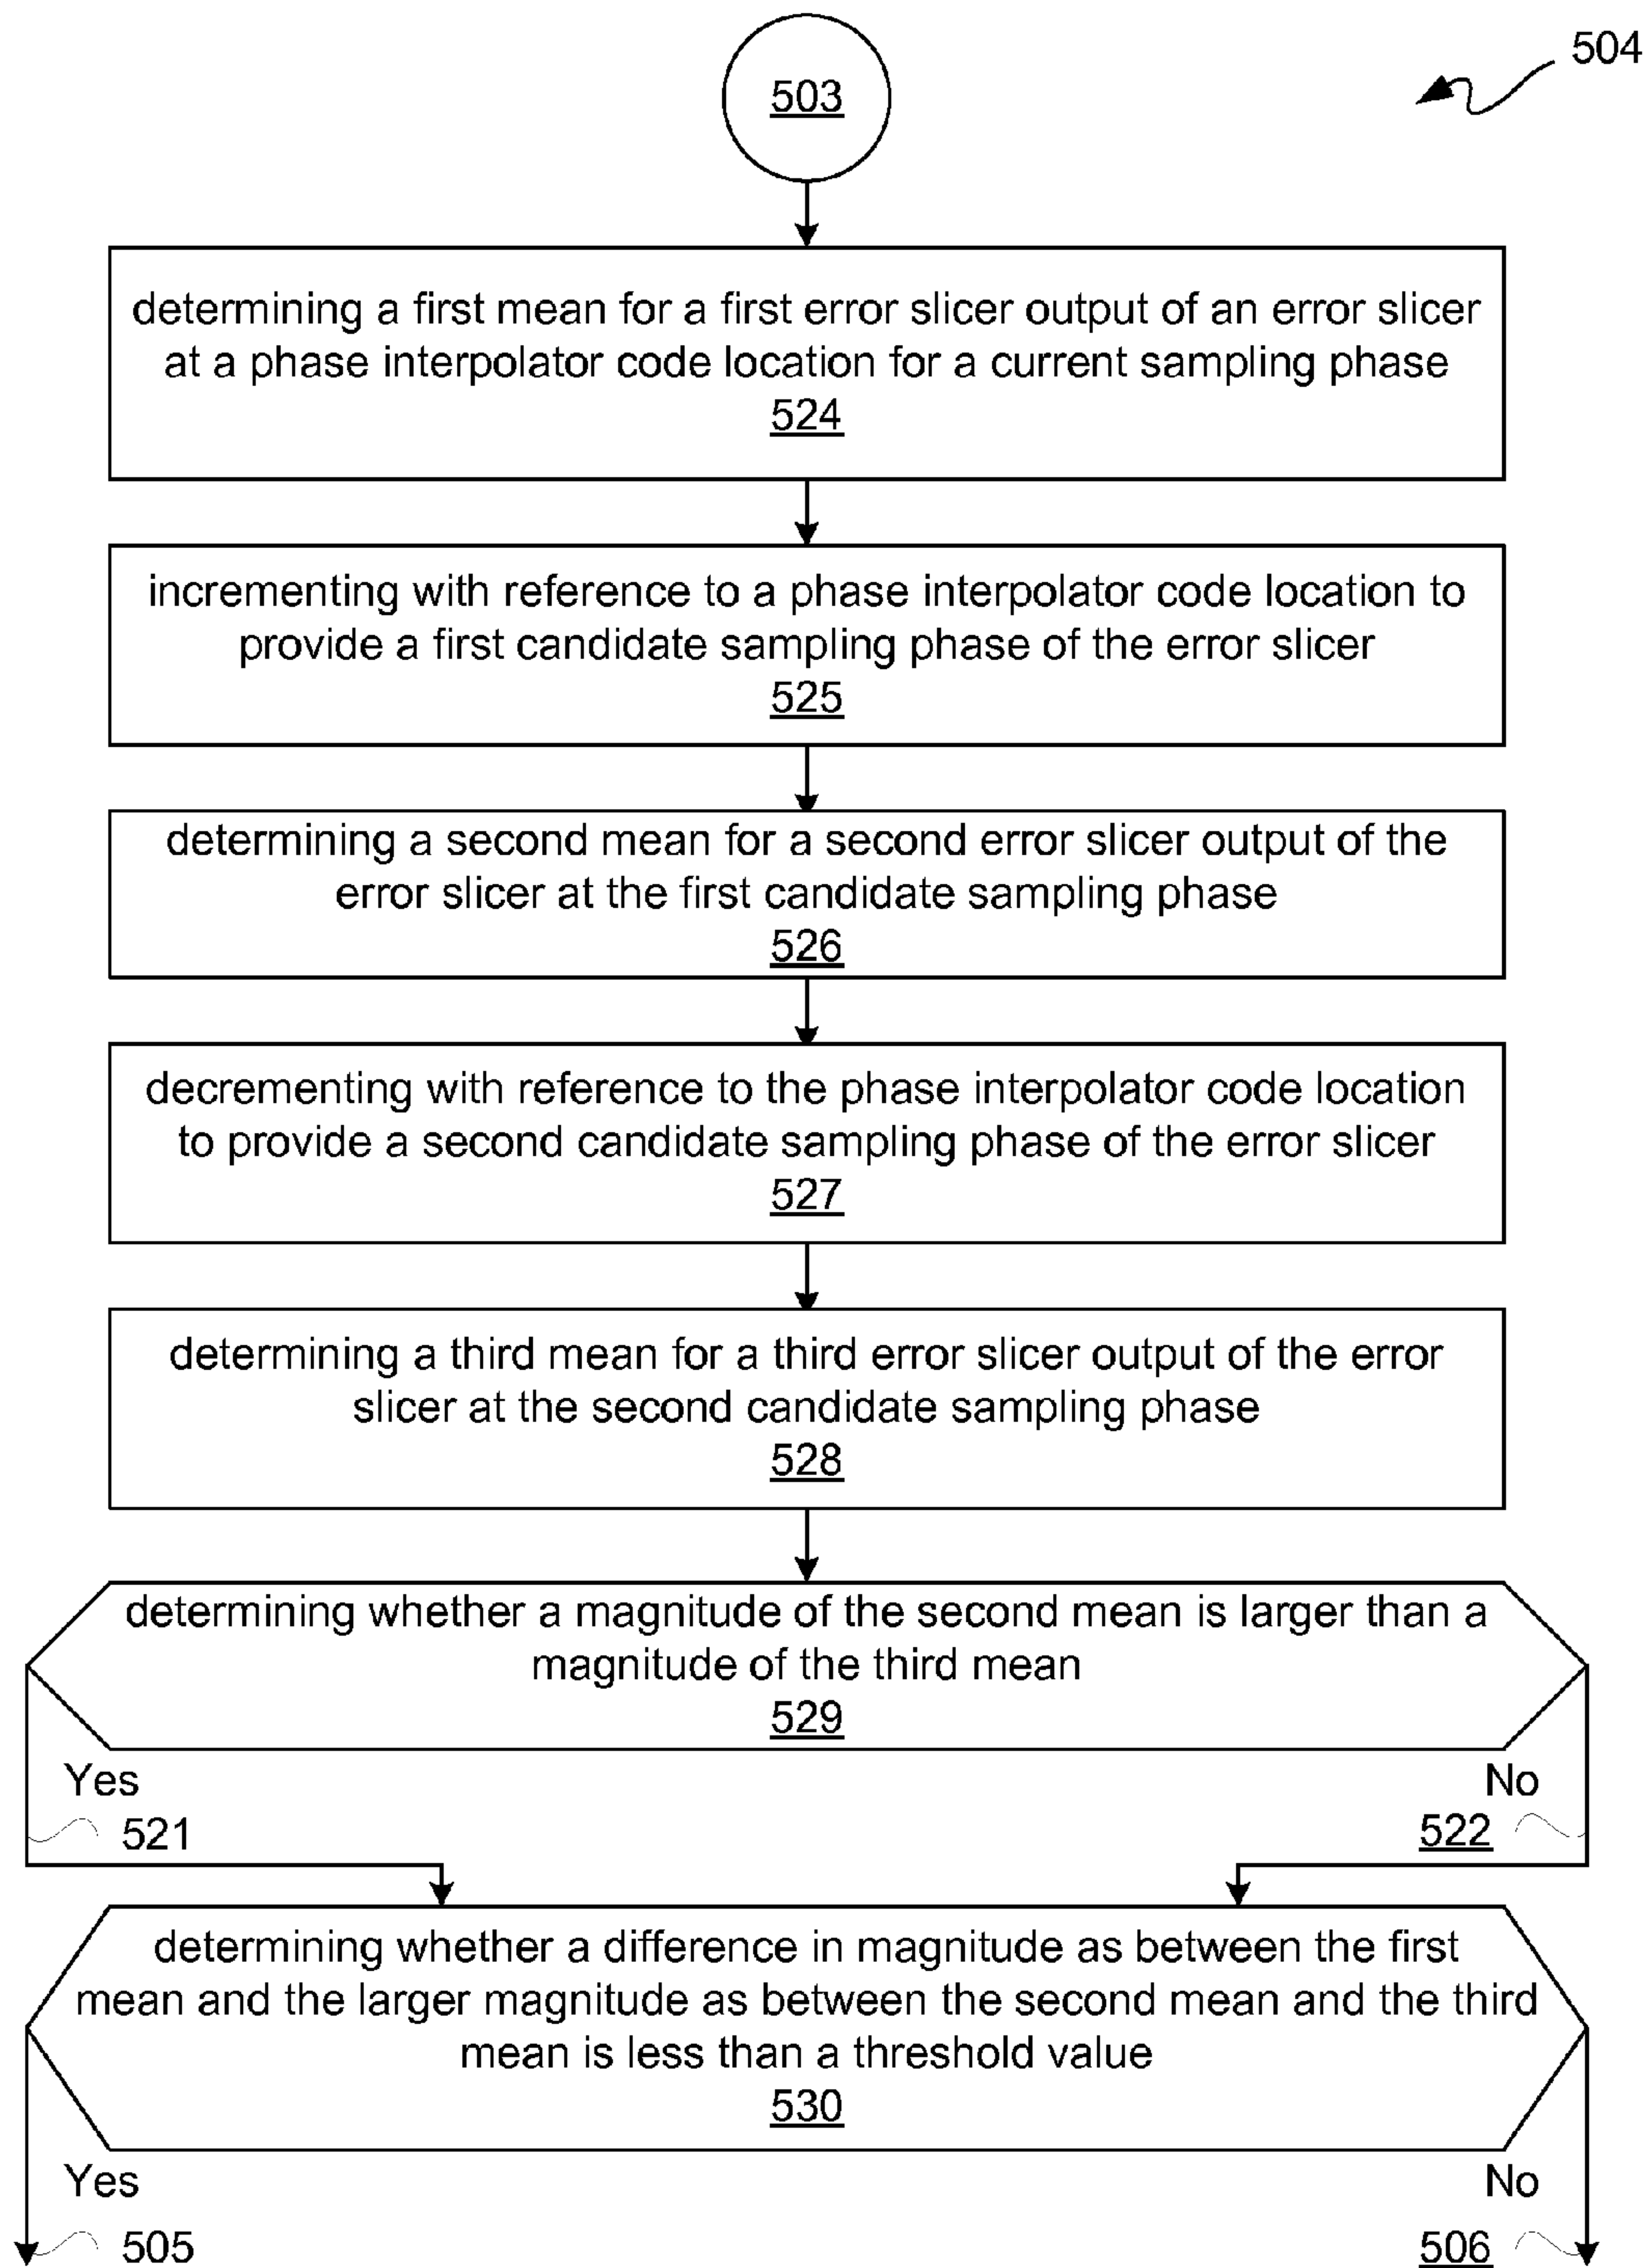 504
503
determining a first mean for a first error slicer output of an error slicer
at a phase interpolator code location for a current sampling phase
524
incrementing with reference to a phase interpolator code location to
provide a first candidate sampling phase of the error slicer
525
determining a second mean for a second error slicer output of the
error slicer at the first candidate sampling phase
526
decrementing with reference to the phase interpolator code location
to provide a second candidate sampling phase of the error slicer
527
determining a third mean for a third error slicer output of the error
slicer at the second candidate sampling phase
528
determining whether a magnitude of the second mean is larger than a
magnitude of the third mean
529
Yes
No
521
522
determining whether a difference in magnitude as between the first
mean and the larger magnitude as between the second mean and the third
mean is less than a threshold value
530
Yes
No
505
506